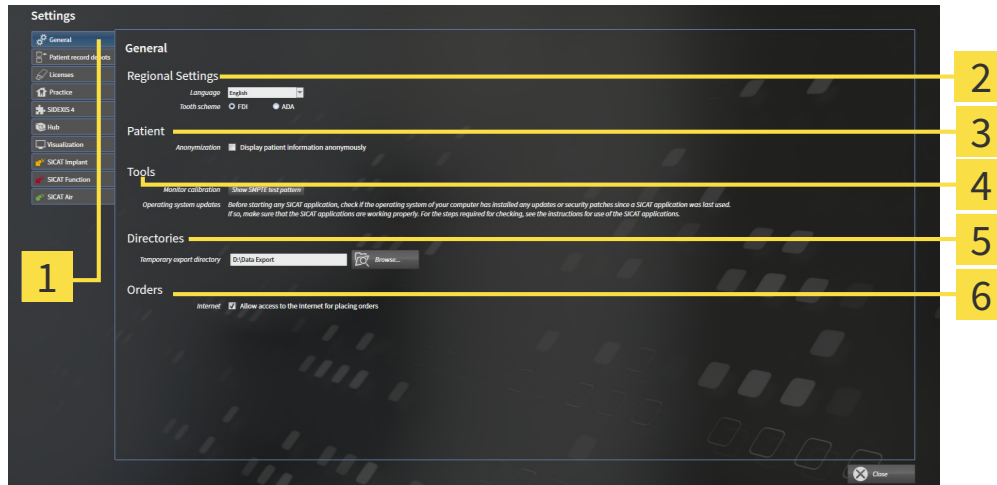 Settings
General
Patient record depots
Licenses
Practice
SIDEXIS 4
Hub
Visualization
SICAT Implant
SICAT Function
SICAT Air
1
General
Regional Settings
2
Language English
Tooth scheme FDI ADA
Patient
3
Anonymization Display patient information anonymously
Tools
4
Monitor calibration Show SMPTE test pattern
Operating system updates Before starting any SICAT application, check if the operating system of your computer has installed any updates or security patches since a SICAT application was last used.
If so, make sure that the SICAT applications are working properly. For the steps required for checking, see the instructions for use of the SICAT applications.
Directories
5
Temporary export directory D:\Data Export Browse...
Orders
6
Internet Allow access to the Internet for placing orders
Close